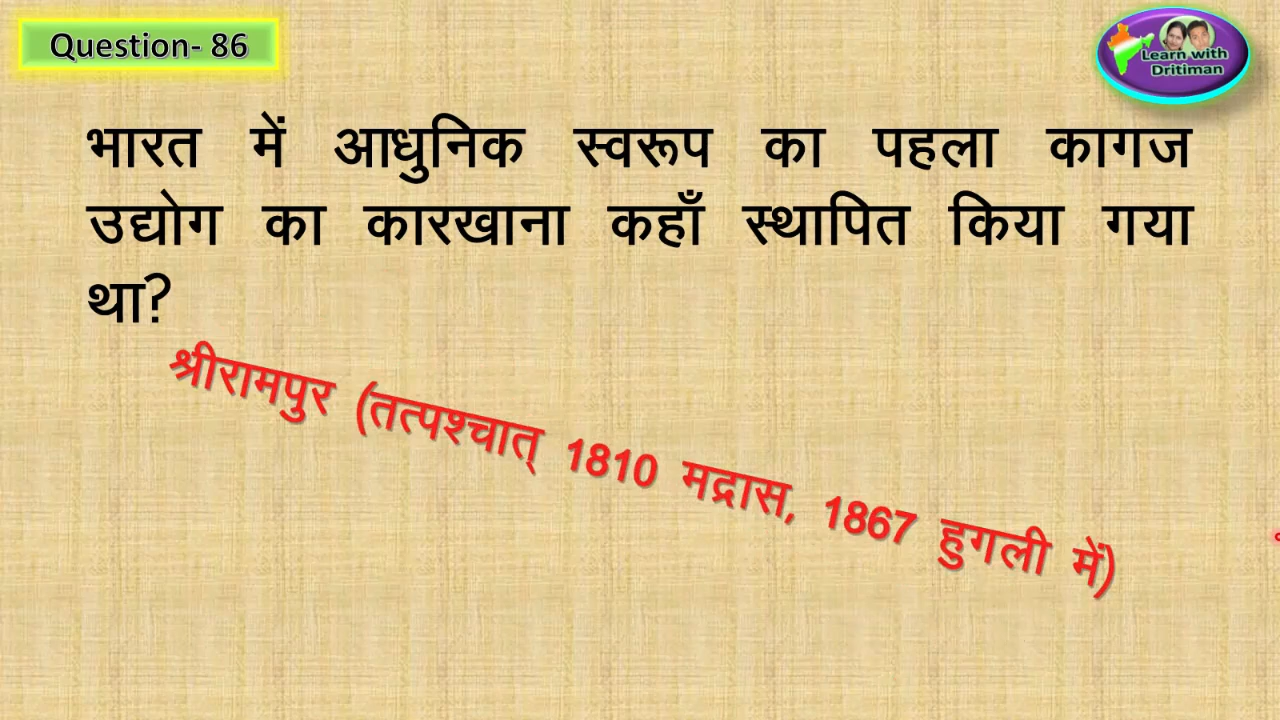 Question- 86
Learn with
Dritiman
भारत में आधुनिक स्वरूप का पहला कागज
उद्योग का कारखाना कहाँ स्थापित किया गया
था?
श्रीरामपुर (तत्पश्चात् 1810 मद्रास, 1867 हुगली में)